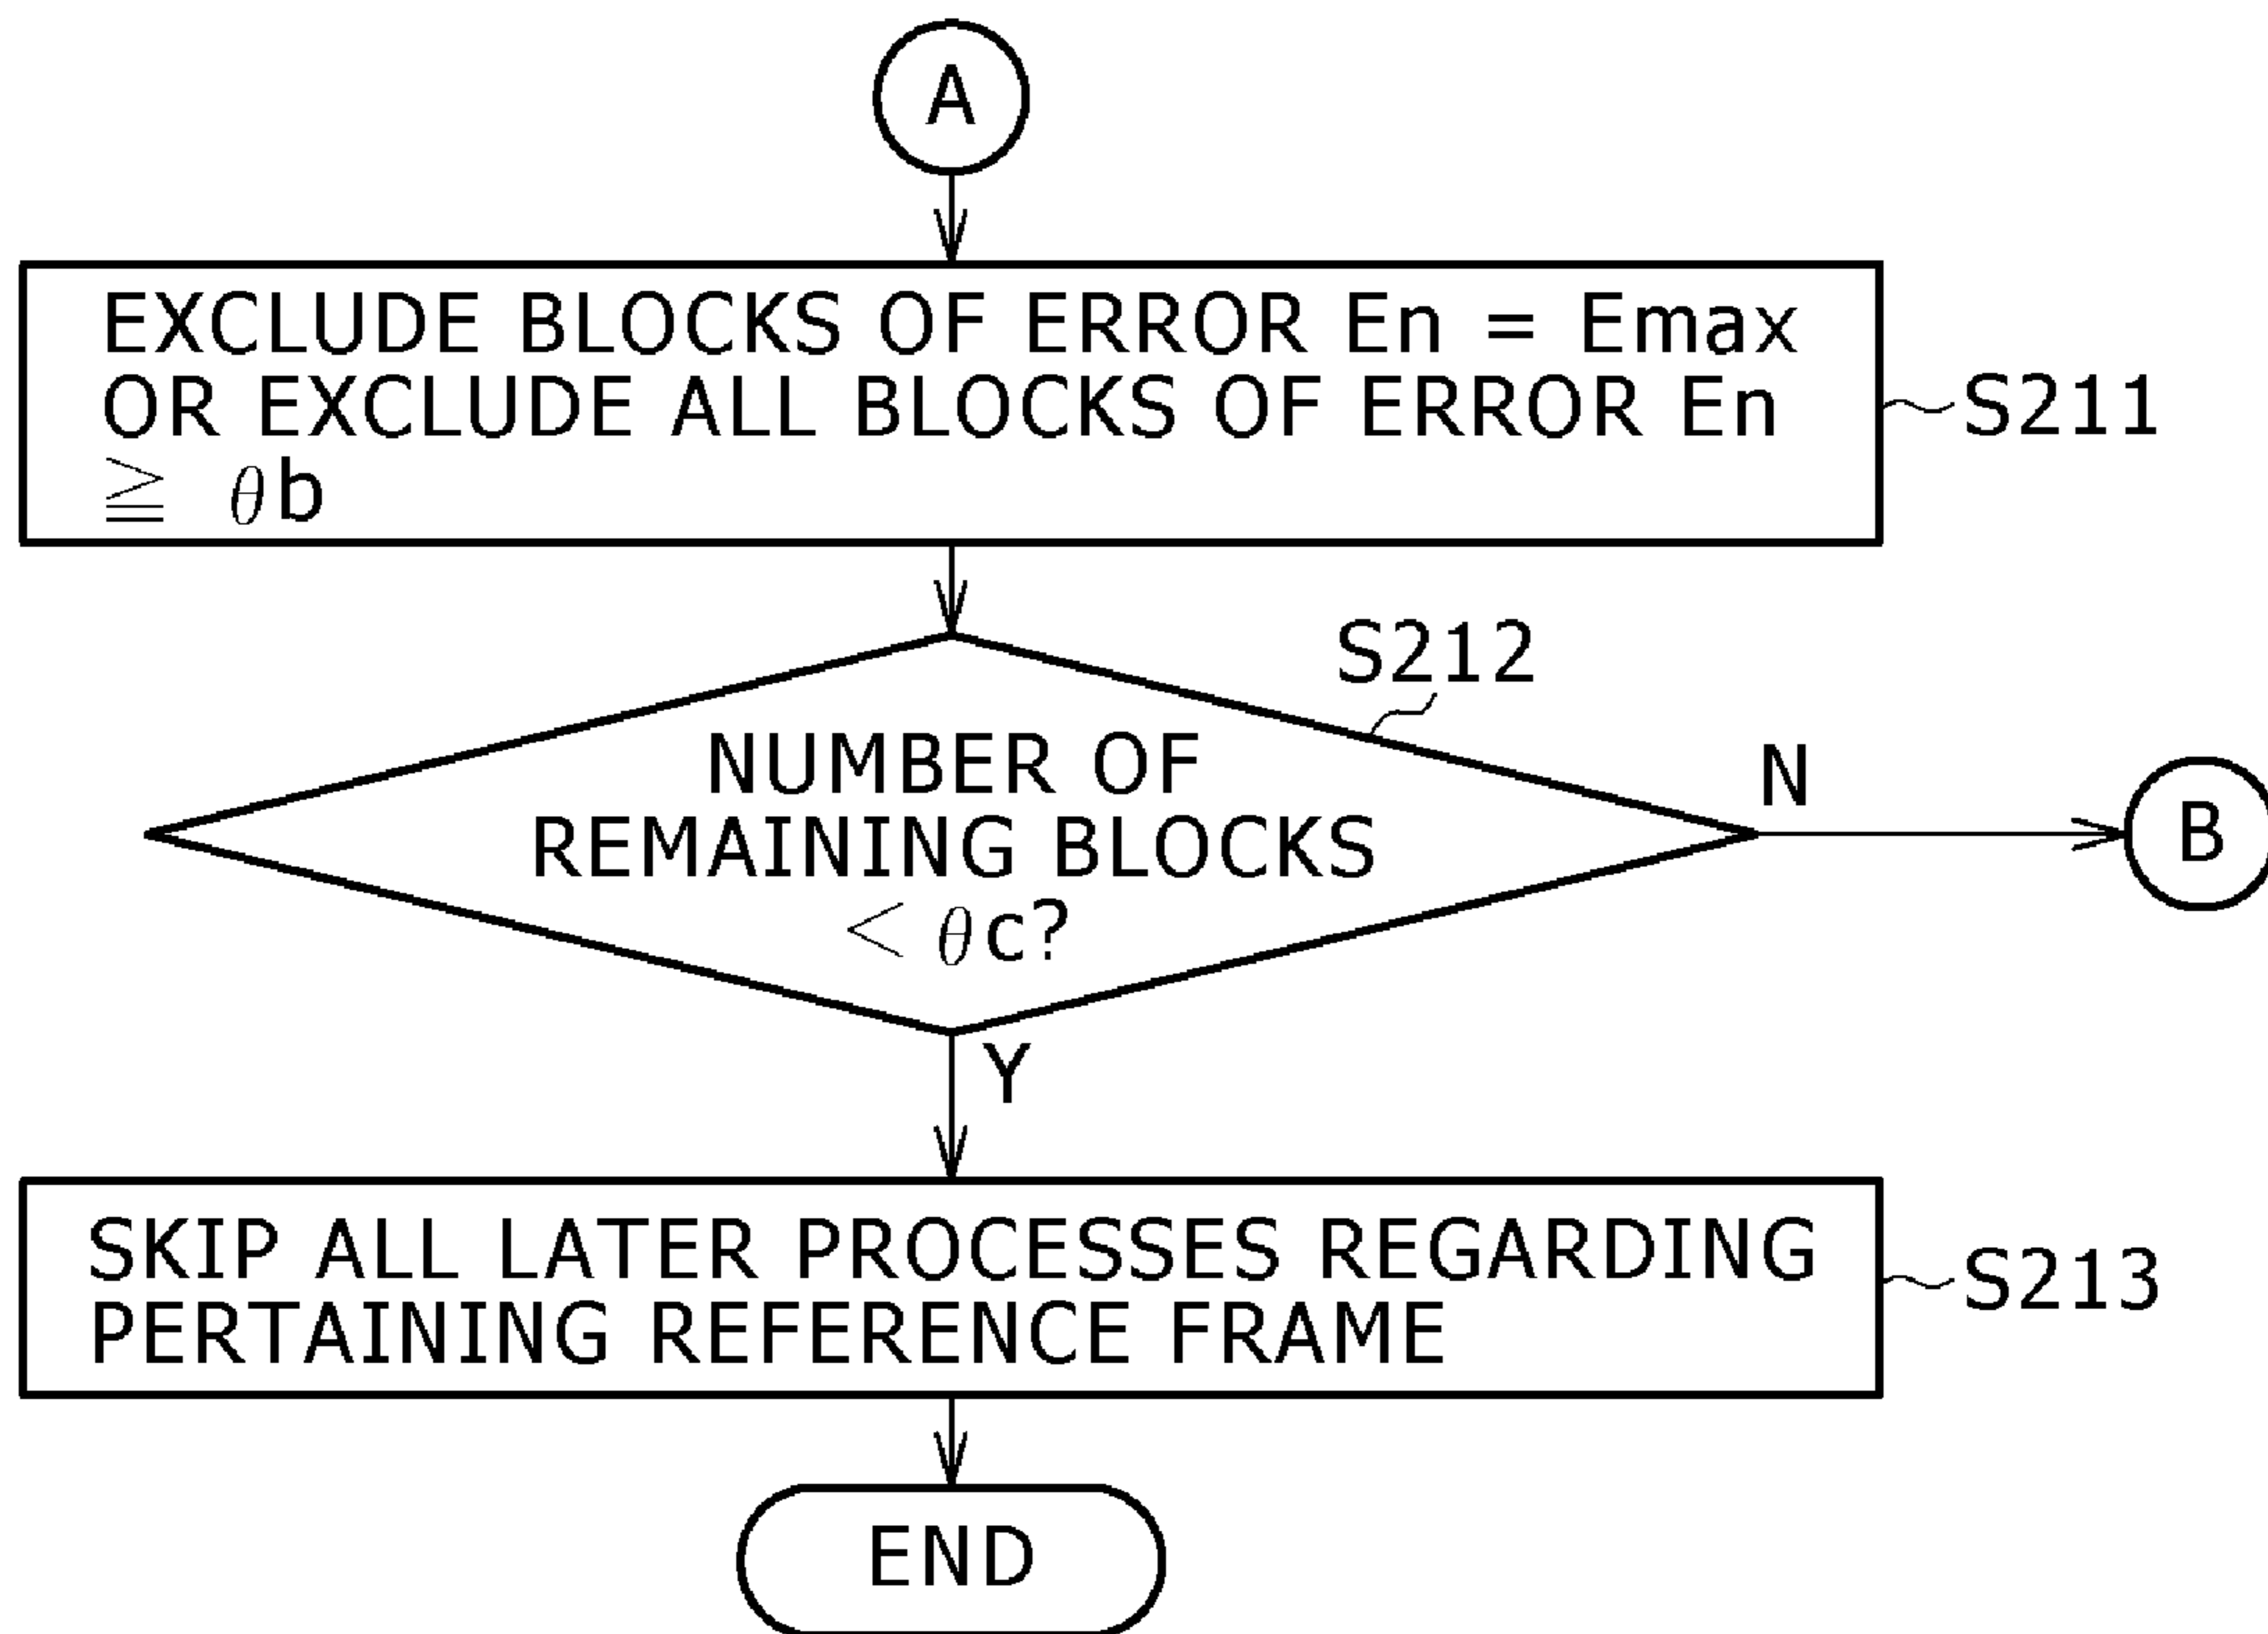 A
EXCLUDE BLOCKS OF ERROR En = Emax
OR EXCLUDE ALL BLOCKS OF ERROR En
≧ θb
S211
S212
NUMBER OF
REMAINING BLOCKS
< θc?
N
B
Y
SKIP ALL LATER PROCESSES REGARDING
PERTAINING REFERENCE FRAME
S213
END